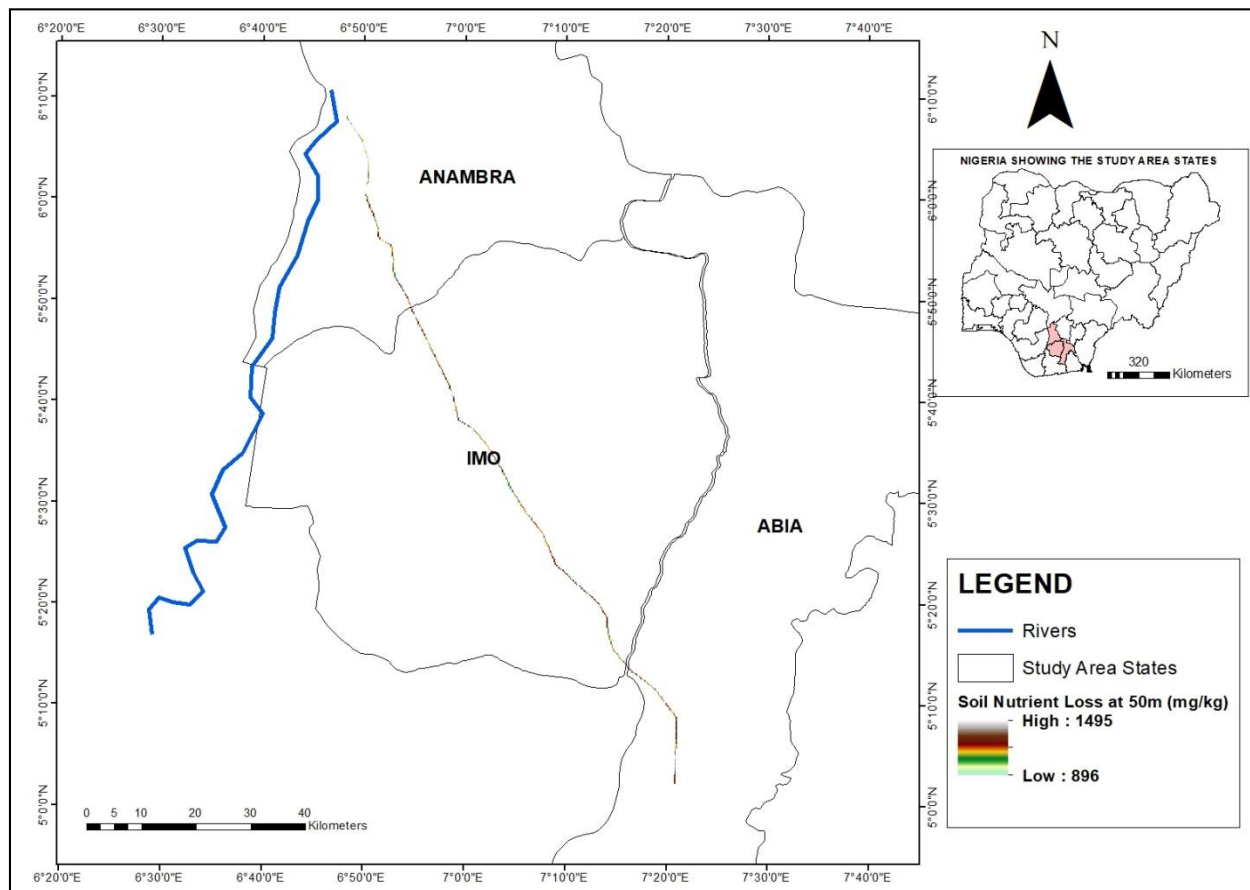 6°20'0"E 6°30'0"E 6°40'0"E 6°50'0"E 7°0'0"E 7°10'0"E 7°20'0"E 7°30'0"E 7°40'0"E
6°10'0"N
6°0'0"N
5°50'0"N
5°40'0"N
5°30'0"N
5°20'0"N
5°10'0"N
5°0'0"N
ANAMBRA
IMO
ABIA
0 5 10 20 30 40
Kilometers
6°10'0"N
6°0'0"N
5°50'0"N
5°40'0"N
5°30'0"N
5°20'0"N
5°10'0"N
5°0'0"N
6°20'0"E 6°30'0"E 6°40'0"E 6°50'0"E 7°0'0"E 7°10'0"E 7°20'0"E 7°30'0"E 7°40'0"E
N
NIGERIA SHOWING THE STUDY AREA STATES
320
Kilometers
LEGEND
Rivers
Study Area States
Soil Nutrient Loss at 50m (mg/kg)
High : 1495
Low : 896